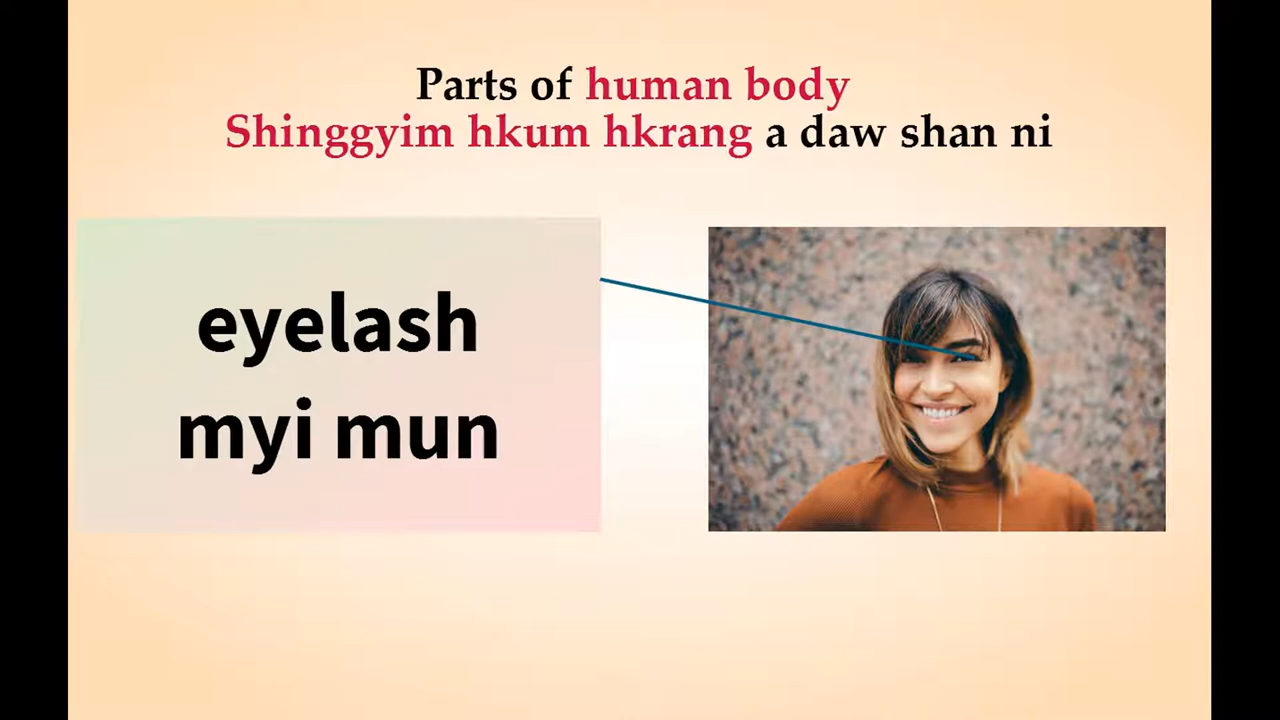 Parts of human body
Shinggyim hkum hkrang a daw shan ni
eyelash
myi mun